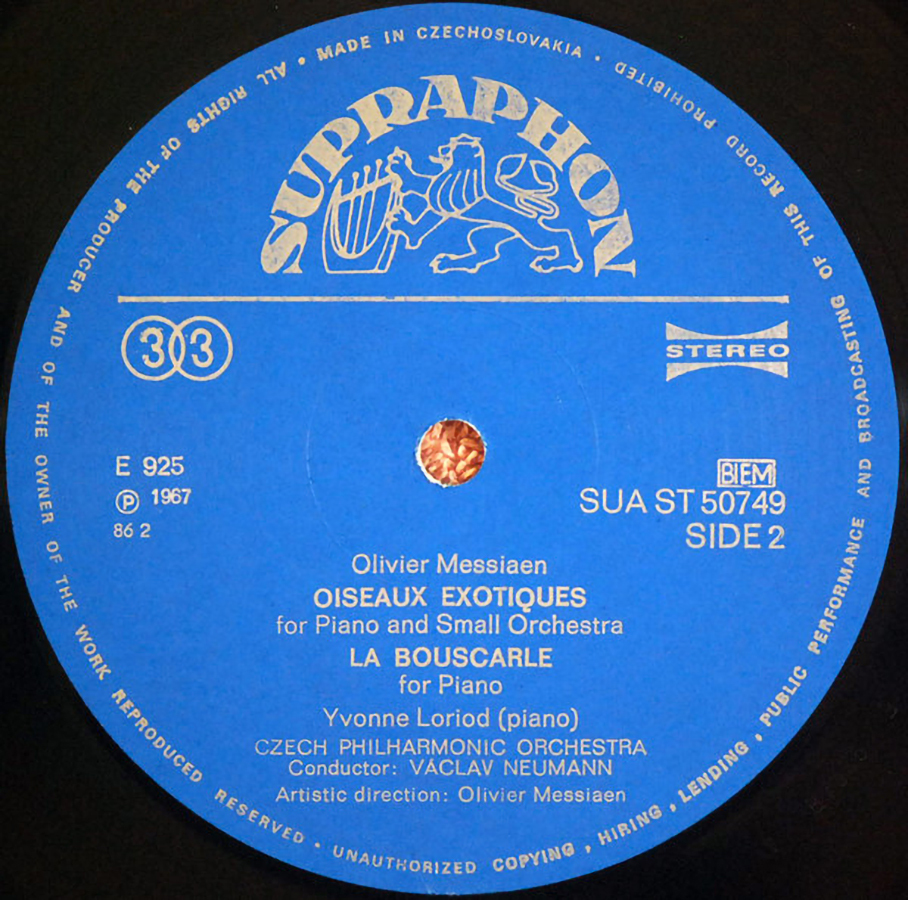 MADE IN CZECHOSLOVAKIA • ALL RIGHTS OF THE PRODUCER AND OF THE OWNER OF THE WORK REPRODUCED RESERVED • UNAUTHORIZED COPYING, HIRING, LENDING, PUBLIC PERFORMANCE AND BROADCASTING OF THIS RECORD PROHIBITED •
SUPRAPHON
33
STEREO
E 925
BIEM
℗ 1967
SUA ST 50749
86 2
SIDE 2
Olivier Messiaen
OISEAUX EXOTIQUES
for Piano and Small Orchestra
LA BOUSCARLE
for Piano
Yvonne Loriod (piano)
CZECH PHILHARMONIC ORCHESTRA
Conductor: VÁCLAV NEUMANN
Artistic direction: Olivier Messiaen